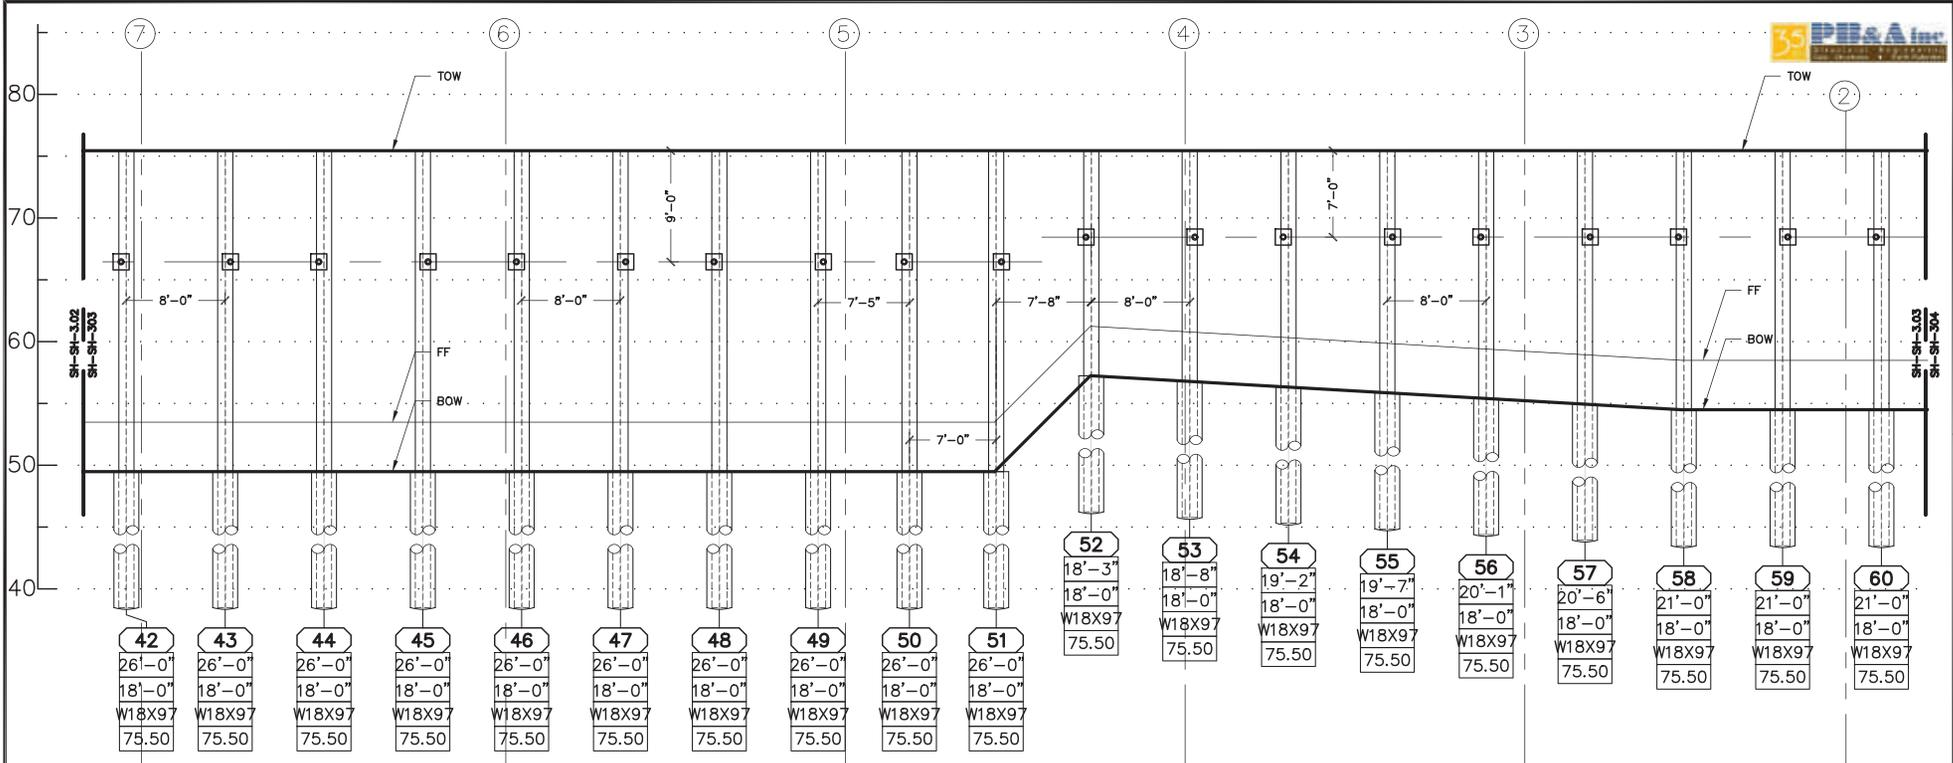 7 6 5 4 3
35 PB&A inc.
TOW TOW
2
80
70
60
50
40
9'-0" 7'-0"
8'-0" 8'-0" 7'-5" 7'-8" 8'-0" 8'-0"
FF
BOW
FF
BOW
7'-0"
SH-SH-3.02
SH-SH-303
SH-SH-3.03
SH-SH-304
42 43 44 45 46 47 48 49 50 51
26'-0" 26'-0" 26'-0" 26'-0" 26'-0" 26'-0" 26'-0" 26'-0" 26'-0" 26'-0"
18'-0" 18'-0" 18'-0" 18'-0" 18'-0" 18'-0" 18'-0" 18'-0" 18'-0" 18'-0"
W18X97 W18X97 W18X97 W18X97 W18X97 W18X97 W18X97 W18X97 W18X97 W18X97
75.50 75.50 75.50 75.50 75.50 75.50 75.50 75.50 75.50 75.50
52 53 54 55 56 57 58 59 60
18'-3" 18'-8" 19'-2" 19'-7" 20'-1" 20'-6" 21'-0" 21'-0" 21'-0"
18'-0" 18'-0" 18'-0" 18'-0" 18'-0" 18'-0" 18'-0" 18'-0" 18'-0"
W18X97 W18X97 W18X97 W18X97 W18X97 W18X97 W18X97 W18X97 W18X97
75.50 75.50 75.50 75.50 75.50 75.50 75.50 75.50 75.50